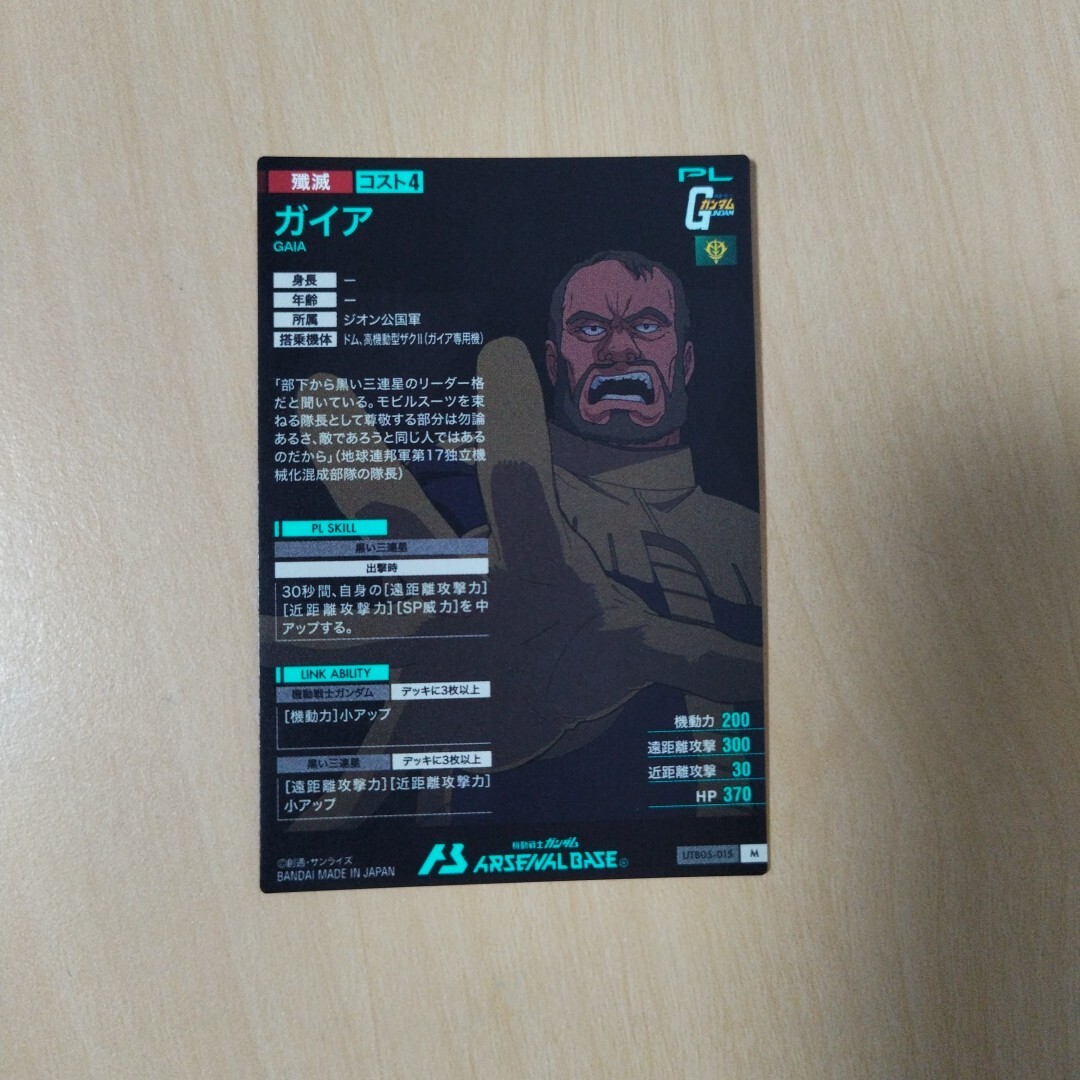 殲滅 コスト4
PL
ガンダム
GUNDAM
ガイア
GAIA
身長 ー
年齢 ー
所属 ジオン公国軍
搭乗機体 ドム、高機動型ザクⅡ(ガイア専用機)
「部下から黒い三連星のリーダー格
だと聞いている。モビルスーツを束
ねる隊長として尊敬する部分は勿論
あるさ、敵であろうと同じ人ではある
のだから」(地球連邦軍第17独立機
械化混成部隊の隊長)
PL SKILL
黒い三連星
出撃時
30秒間、自身の[遠距離攻撃力]
[近距離攻撃力][SP威力]を中
アップする。
LINK ABILITY
機動戦士ガンダム デッキに3枚以上
[機動力]小アップ
黒い三連星 デッキに3枚以上
[遠距離攻撃力][近距離攻撃力]
小アップ
機動力 200
遠距離攻撃 300
近距離攻撃 30
HP 370
©創通・サンライズ
BANDAI MADE IN JAPAN
機動戦士ガンダム
ARSENAL BASE
UTB05-015 M